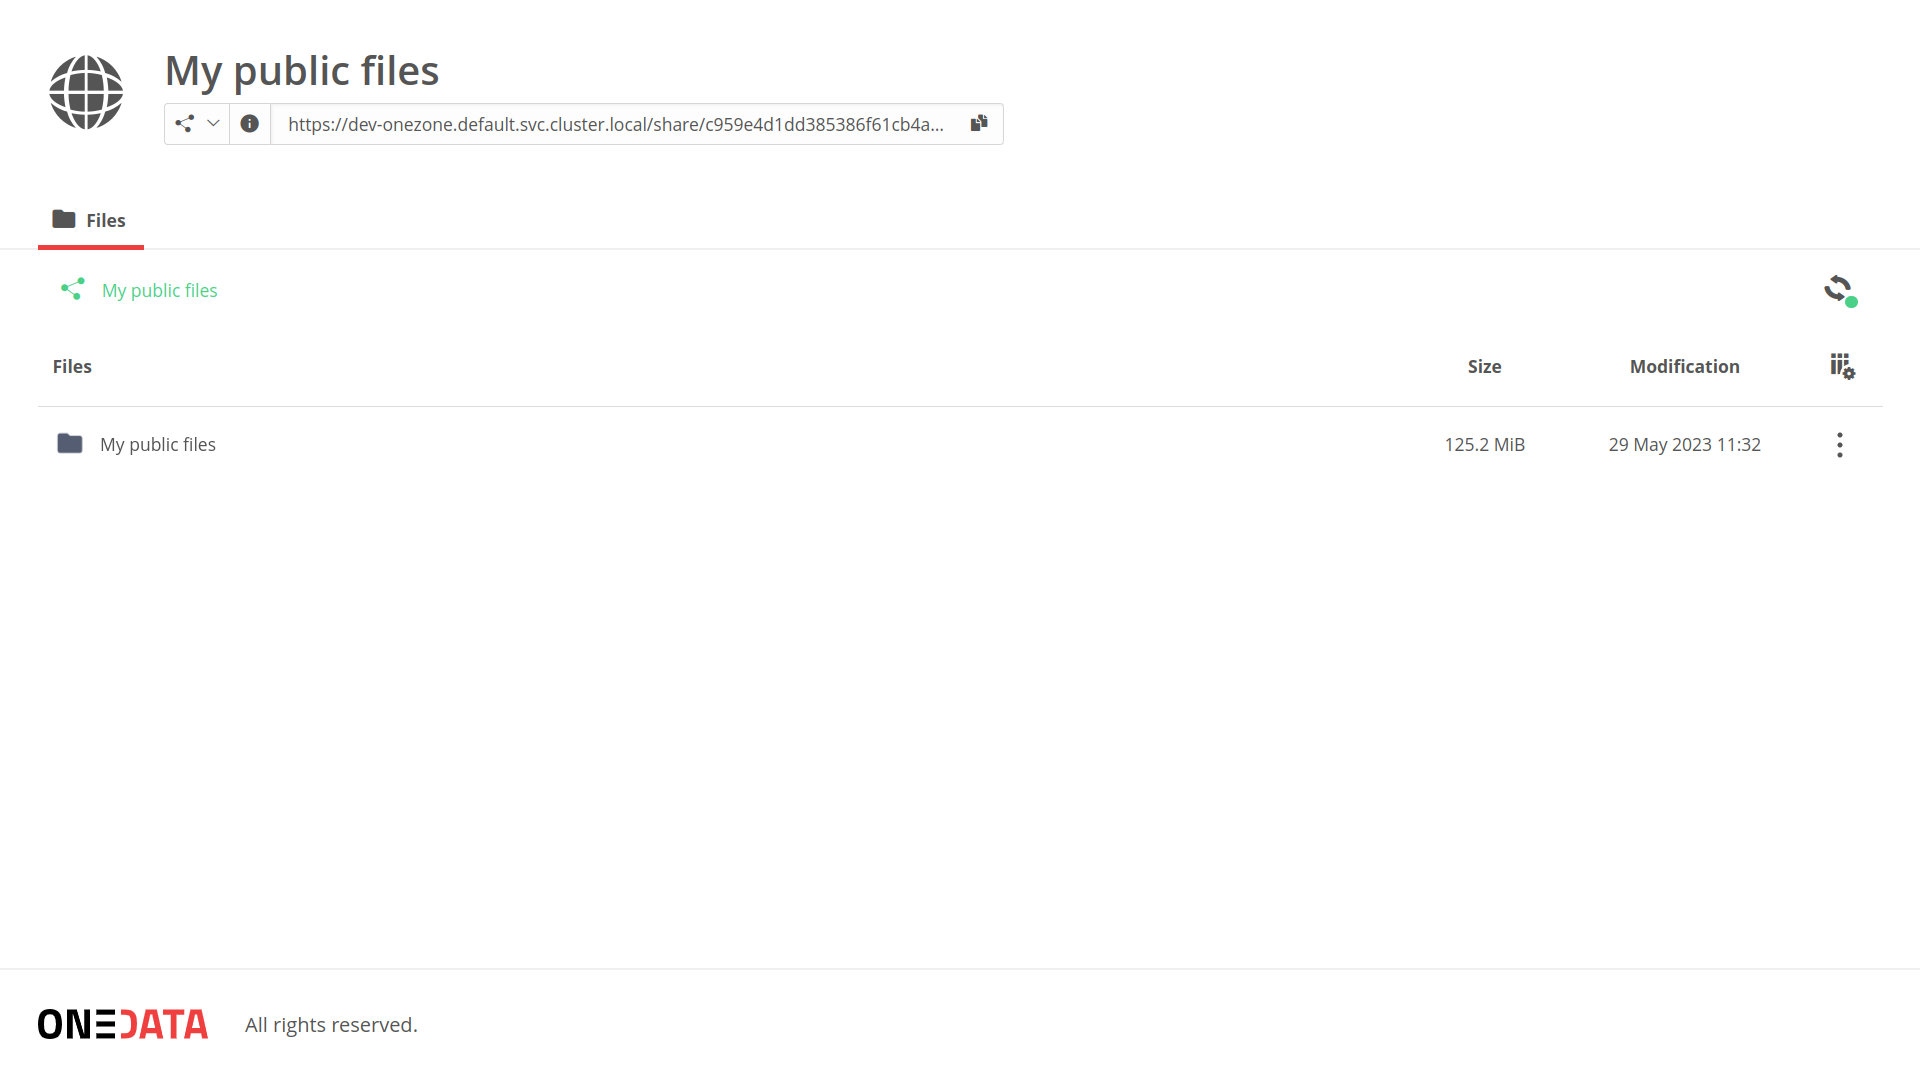 My public files
https://dev-onezone.default.svc.cluster.local/share/c959e4d1dd385386f61cb4a...
Files
My public files
Files Size Modification
My public files 125.2 MiB 29 May 2023 11:32
ONEDATA All rights reserved.